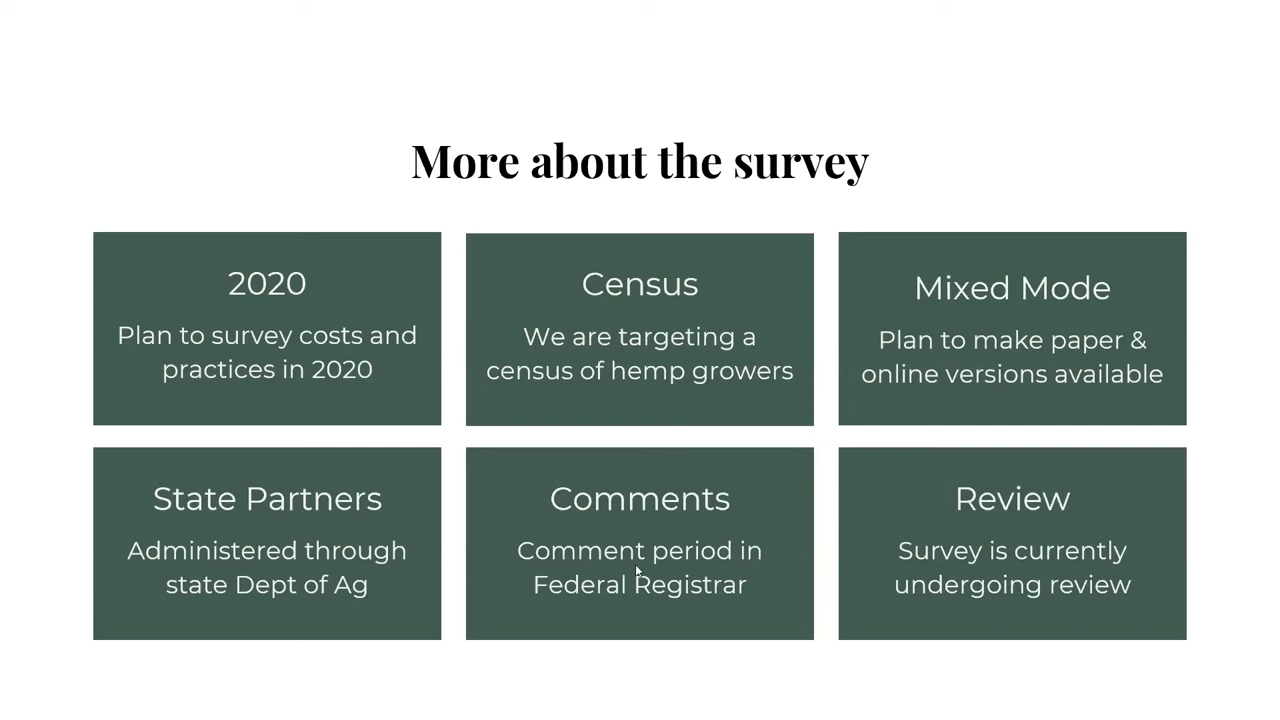 More about the survey
2020
Plan to survey costs and
practices in 2020
Census
We are targeting a
census of hemp growers
Mixed Mode
Plan to make paper &
online versions available
State Partners
Administered through
state Dept of Ag
Comments
Comment period in
Federal Registrar
Review
Survey is currently
undergoing review